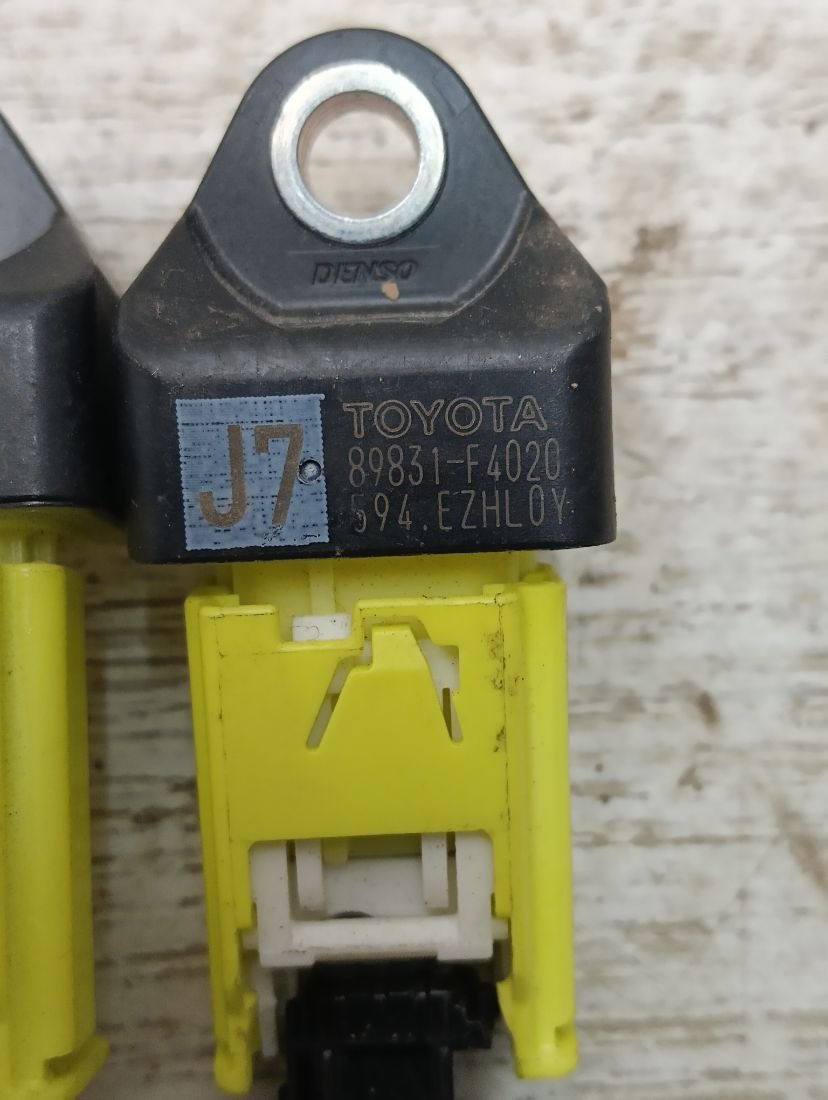 DENSO
J7
TOYOTA
89831-F4020
594.EZHL0Y